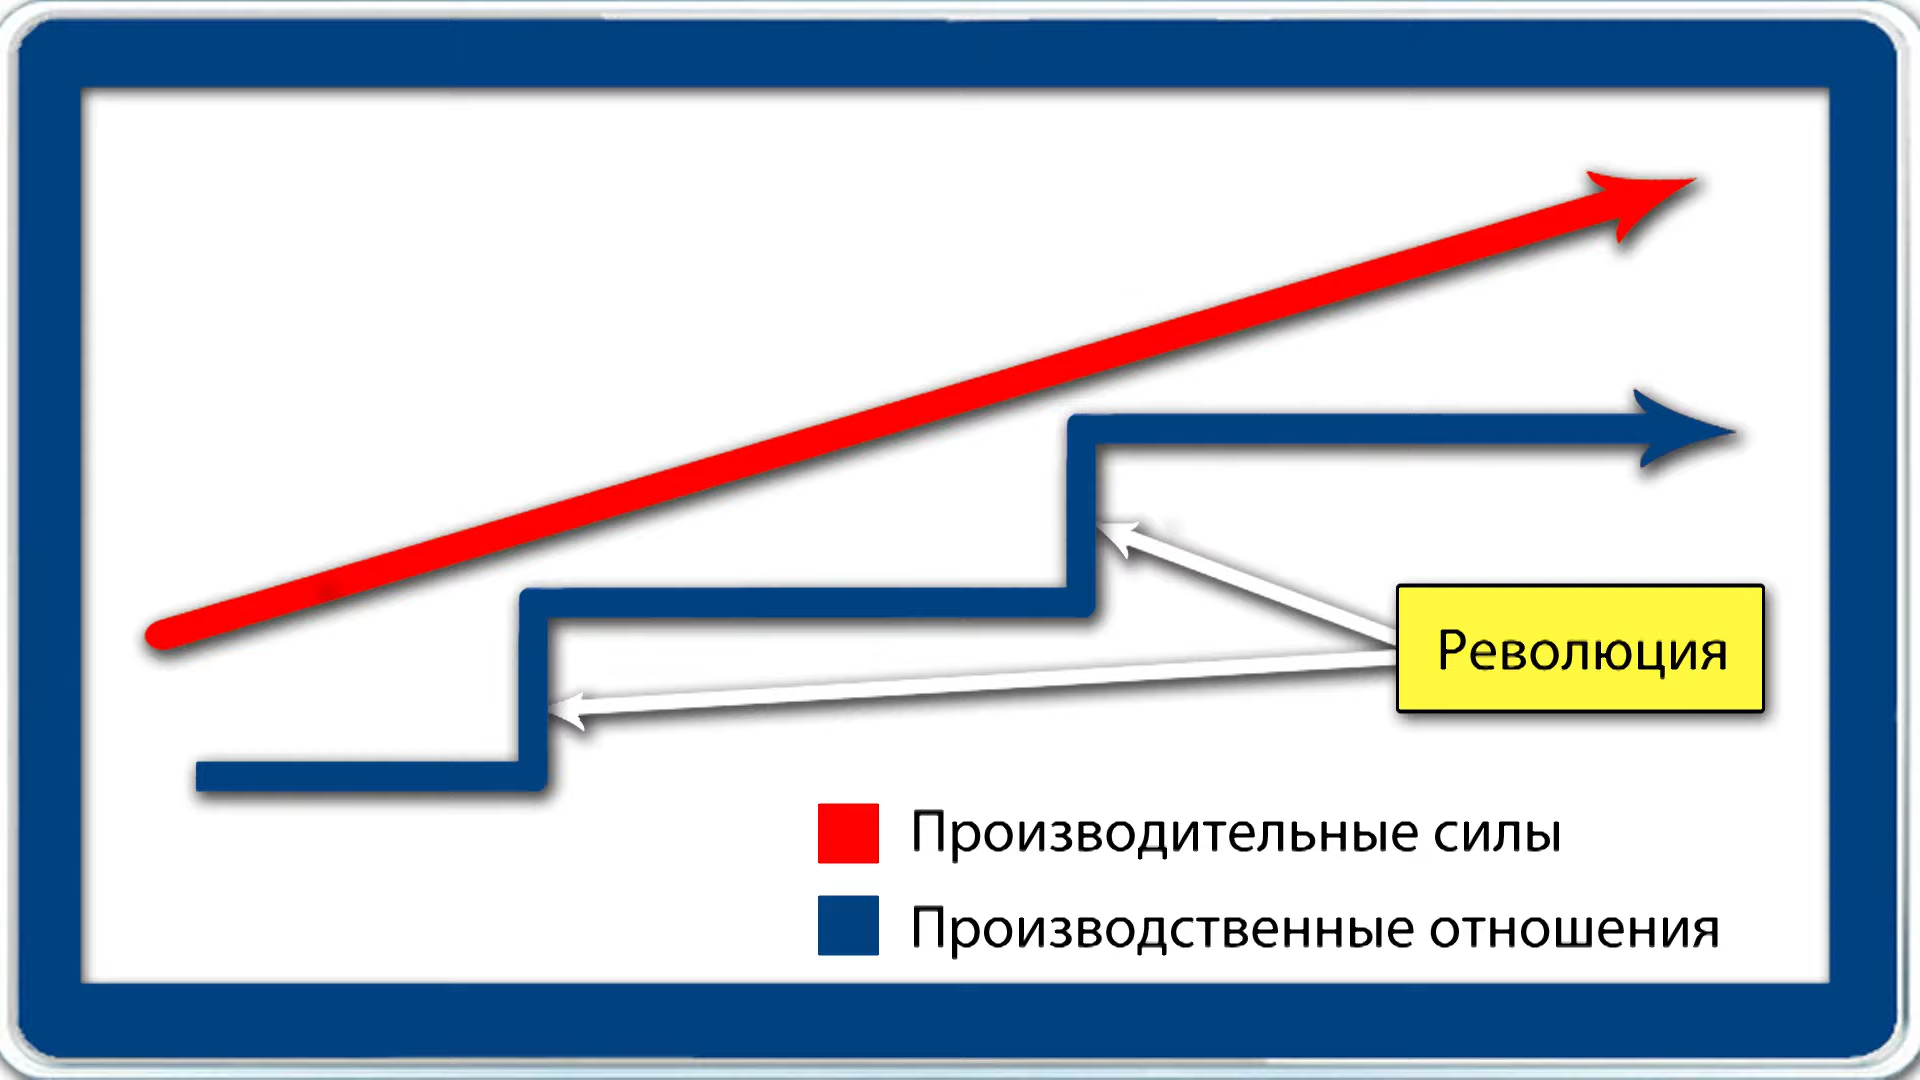 Революция
Производительные силы
Производственные отношения